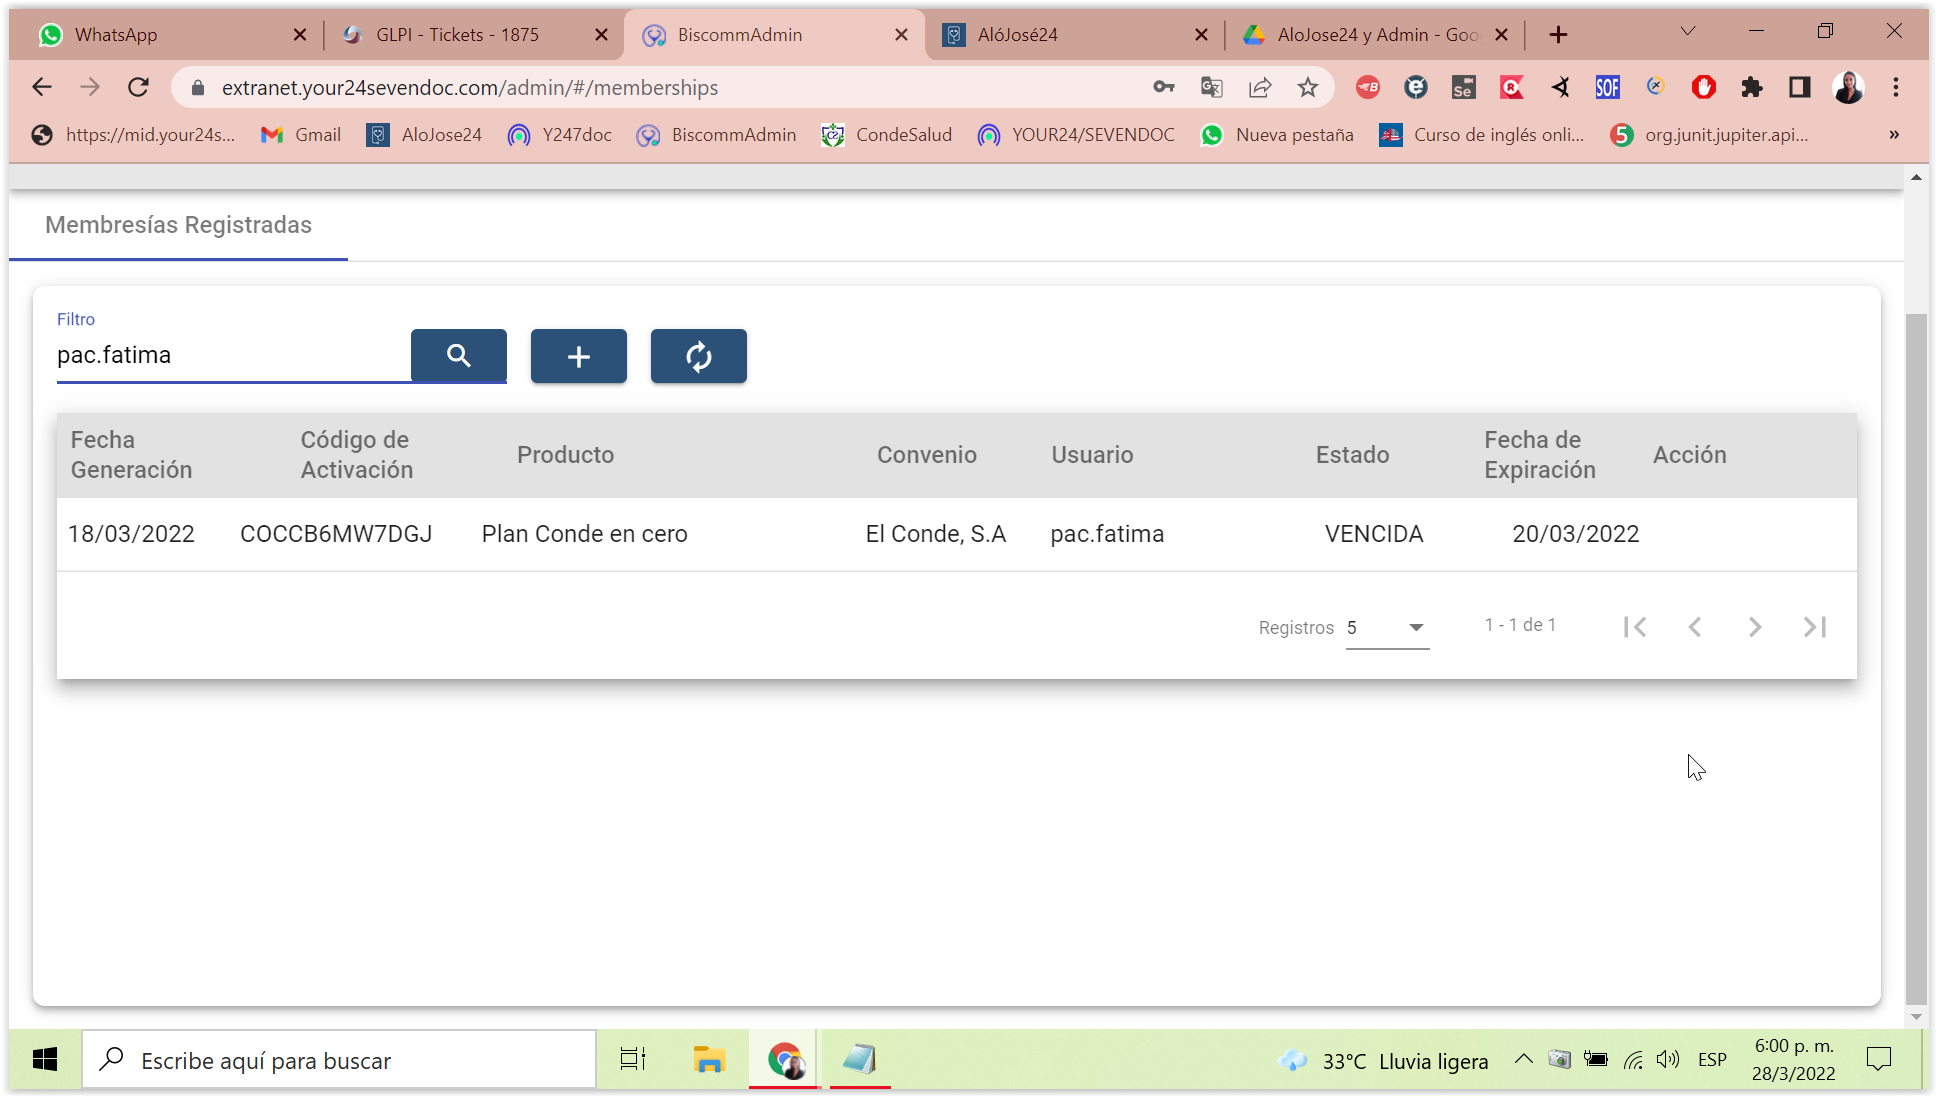 WhatsApp GLPI - Tickets - 1875 BiscommAdmin AlóJosé24 AloJose24 y Admin - Goo
extranet.your24sevendoc.com/admin/#/memberships
https://mid.your24s... Gmail AloJose24 Y247doc BiscommAdmin CondeSalud YOUR24/SEVENDOC Nueva pestaña Curso de inglés onli... org.junit.jupiter.api... »
Membresías Registradas
Filtro
pac.fatima
Fecha Generación Código de Activación Producto Convenio Usuario Estado Fecha de Expiración Acción
18/03/2022 COCCB6MW7DGJ Plan Conde en cero El Conde, S.A pac.fatima VENCIDA 20/03/2022
Registros 5 1 - 1 de 1
Escribe aquí para buscar 33°C Lluvia ligera ESP 6:00 p. m.
28/3/2022